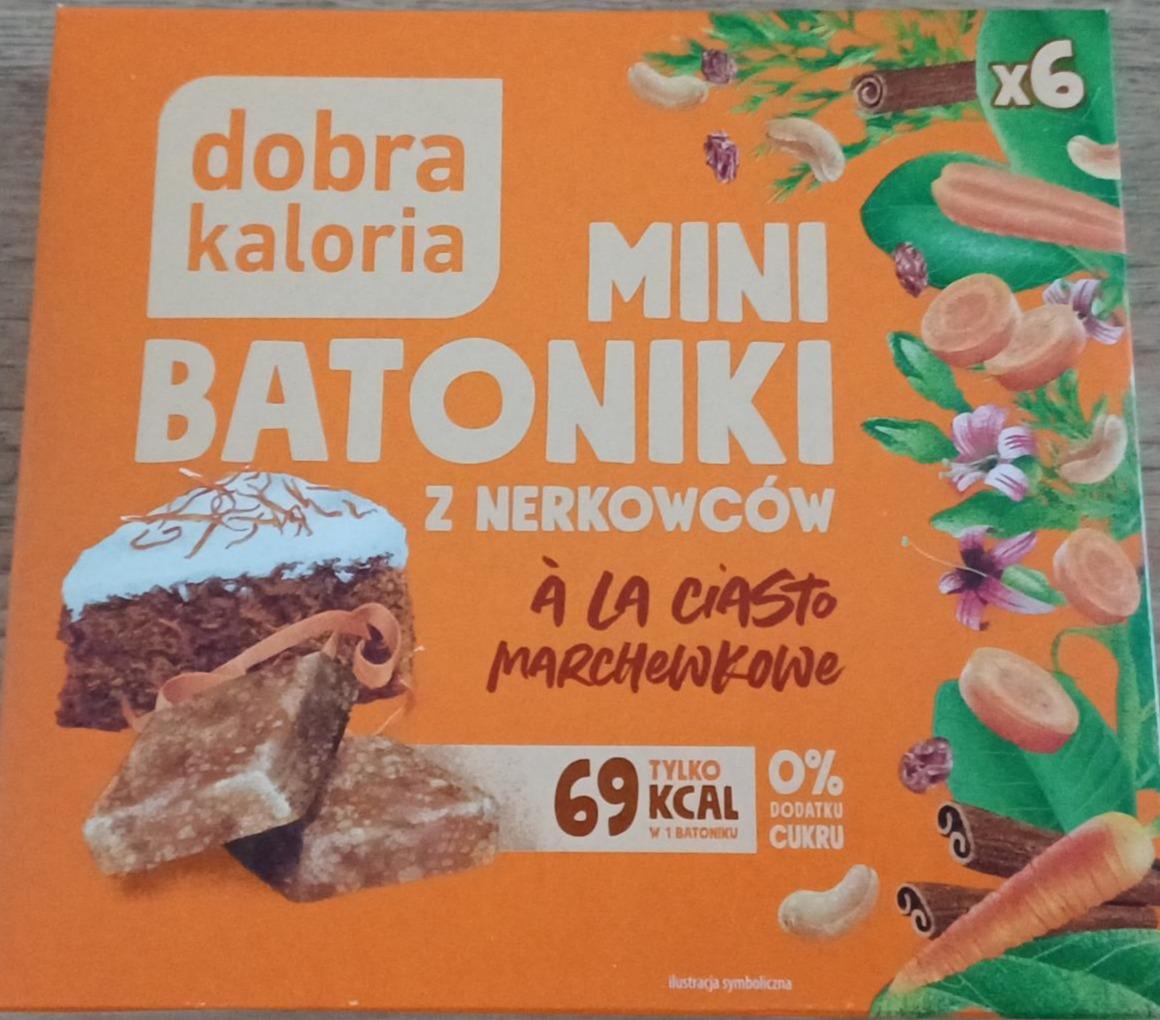 x6
dobra
kaloria
MINI
BATONIKI
Z NERKOWCÓW
À LA CiASTo
MARCHeWKOWe
69 TYLKO
KCAL
W 1 BATONIKU
0%
DODATKU
CUKRU
ilustracja symboliczna